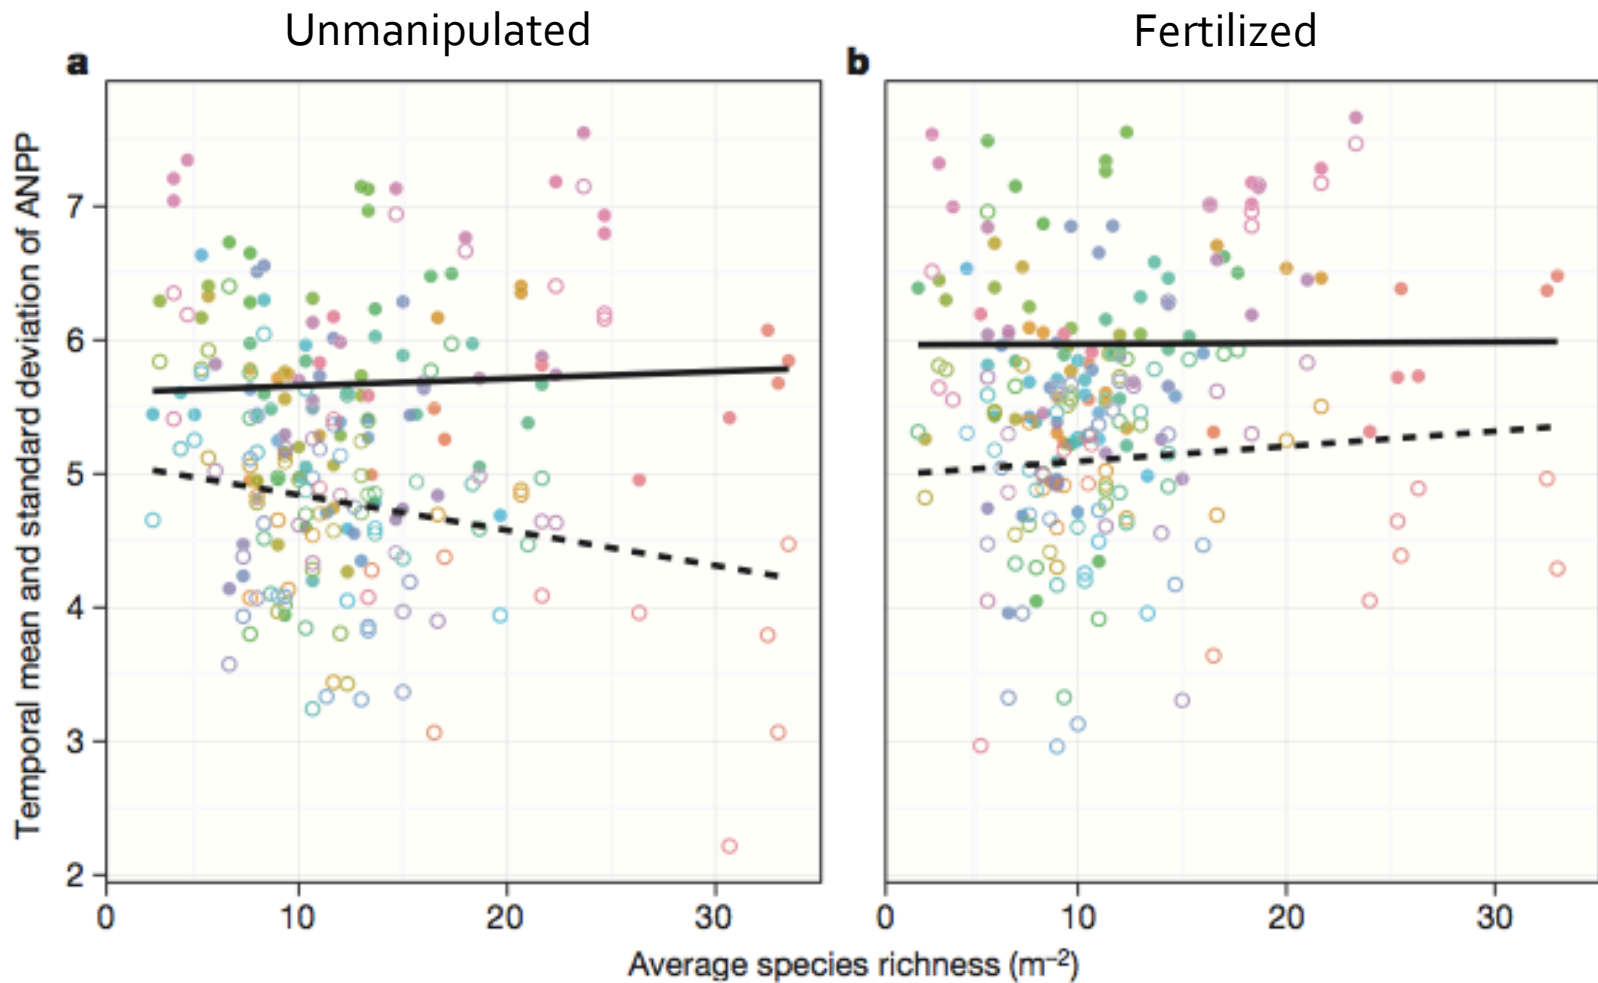 Unmanipulated
Fertilized
a
b
Temporal mean and standard deviation of ANPP
7
6
5
4
3
2
0 10 20 30
0 10 20 30
Average species richness (m⁻²)